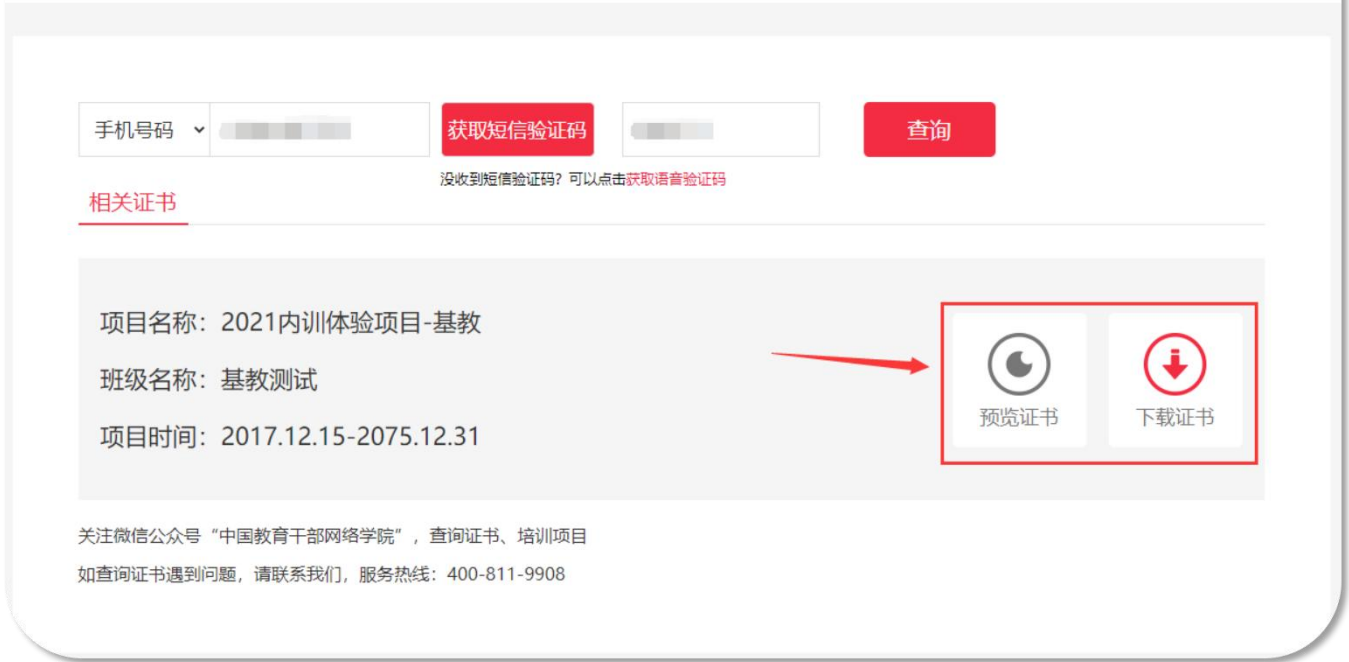 手机号码 获取短信验证码 查询
没收到短信验证码？可以点击获取语音验证码
相关证书
项目名称：2021内训体验项目-基教
班级名称：基教测试
项目时间：2017.12.15-2075.12.31
预览证书 下载证书
关注微信公众号“中国教育干部网络学院”，查询证书、培训项目
如查询证书遇到问题，请联系我们，服务热线：400-811-9908